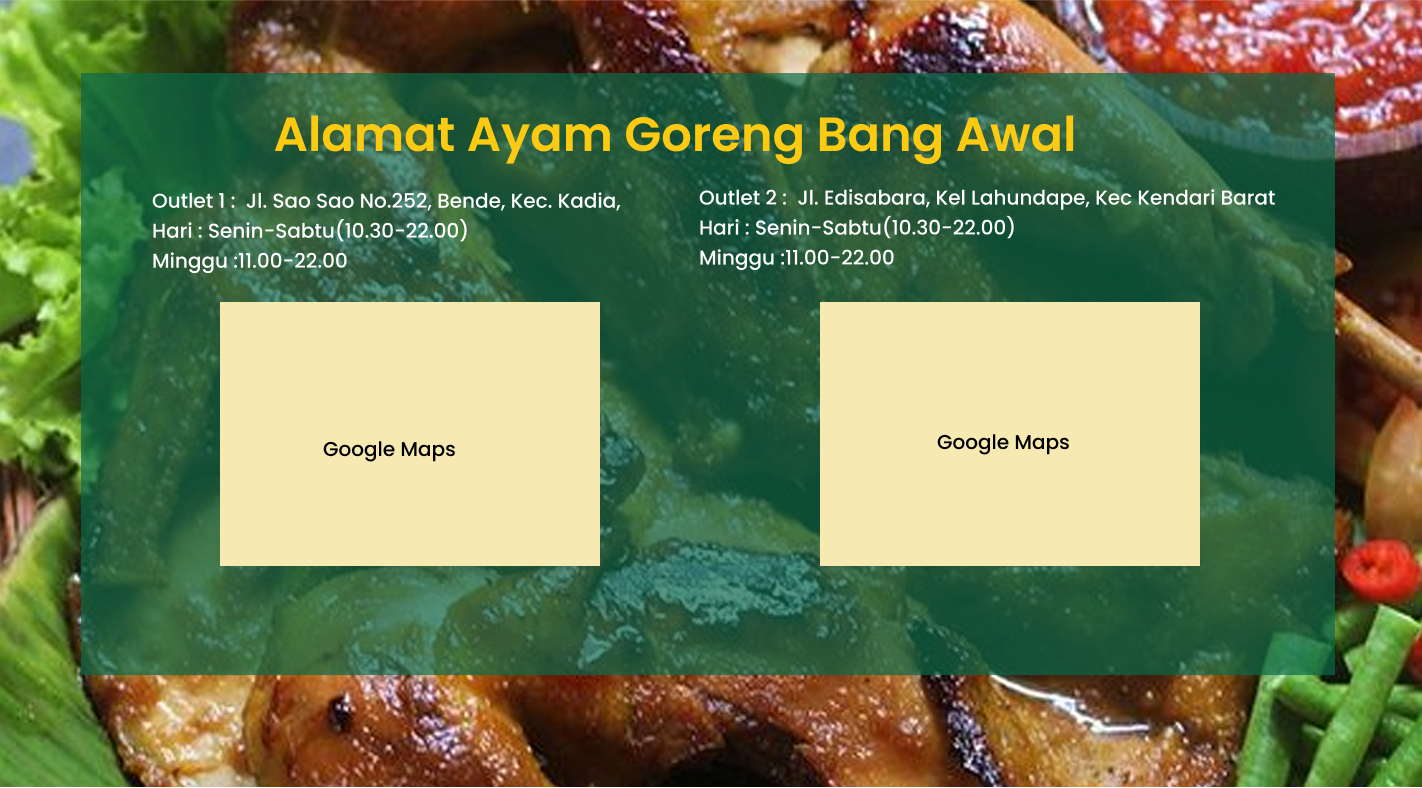 Alamat Ayam Goreng Bang Awal
Outlet 1 :  Jl. Sao Sao No.252, Bende, Kec. Kadia,
Hari : Senin-Sabtu(10.30-22.00)
Minggu :11.00-22.00
Outlet 2 :  Jl. Edisabara, Kel Lahundape, Kec Kendari Barat
Hari : Senin-Sabtu(10.30-22.00)
Minggu :11.00-22.00
Google Maps
Google Maps